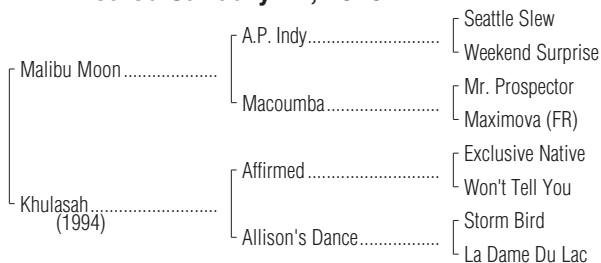 Seattle Slew
A.P. Indy
Weekend Surprise
Malibu Moon
Mr. Prospector
Macoumba
Maximova (FR)
Exclusive Native
Affirmed
Won't Tell You
Khulasah
(1994)
Storm Bird
Allison's Dance
La Dame Du Lac